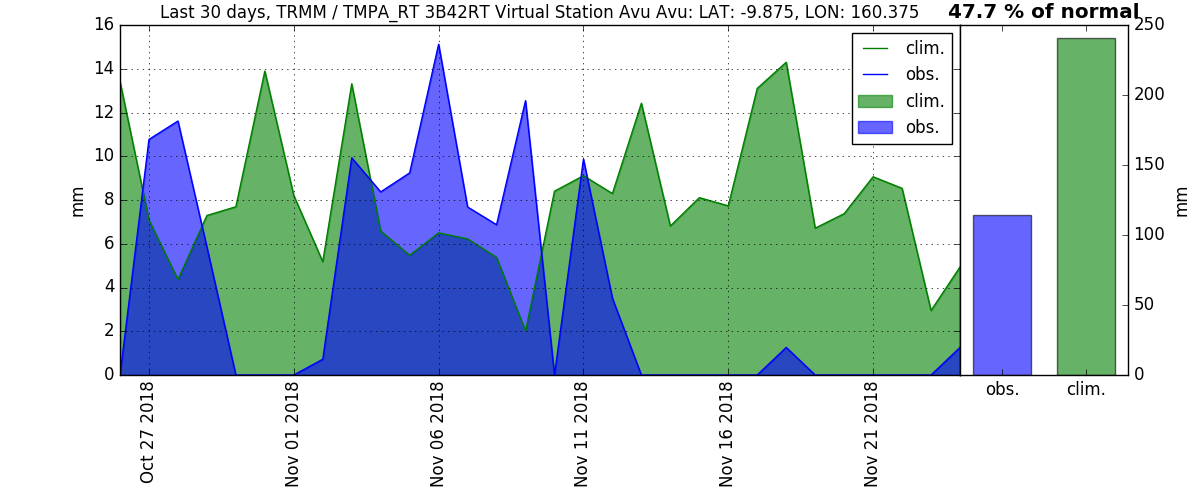 Last 30 days, TRMM / TMPA_RT 3B42RT Virtual Station Avu Avu: LAT: -9.875, LON: 160.375
47.7 % of normal
16
14
12
10
8
6
4
2
0
mm
clim.
obs.
clim.
obs.
250
200
150
100
50
0
mm
obs.
clim.
Oct 27 2018
Nov 01 2018
Nov 06 2018
Nov 11 2018
Nov 16 2018
Nov 21 2018